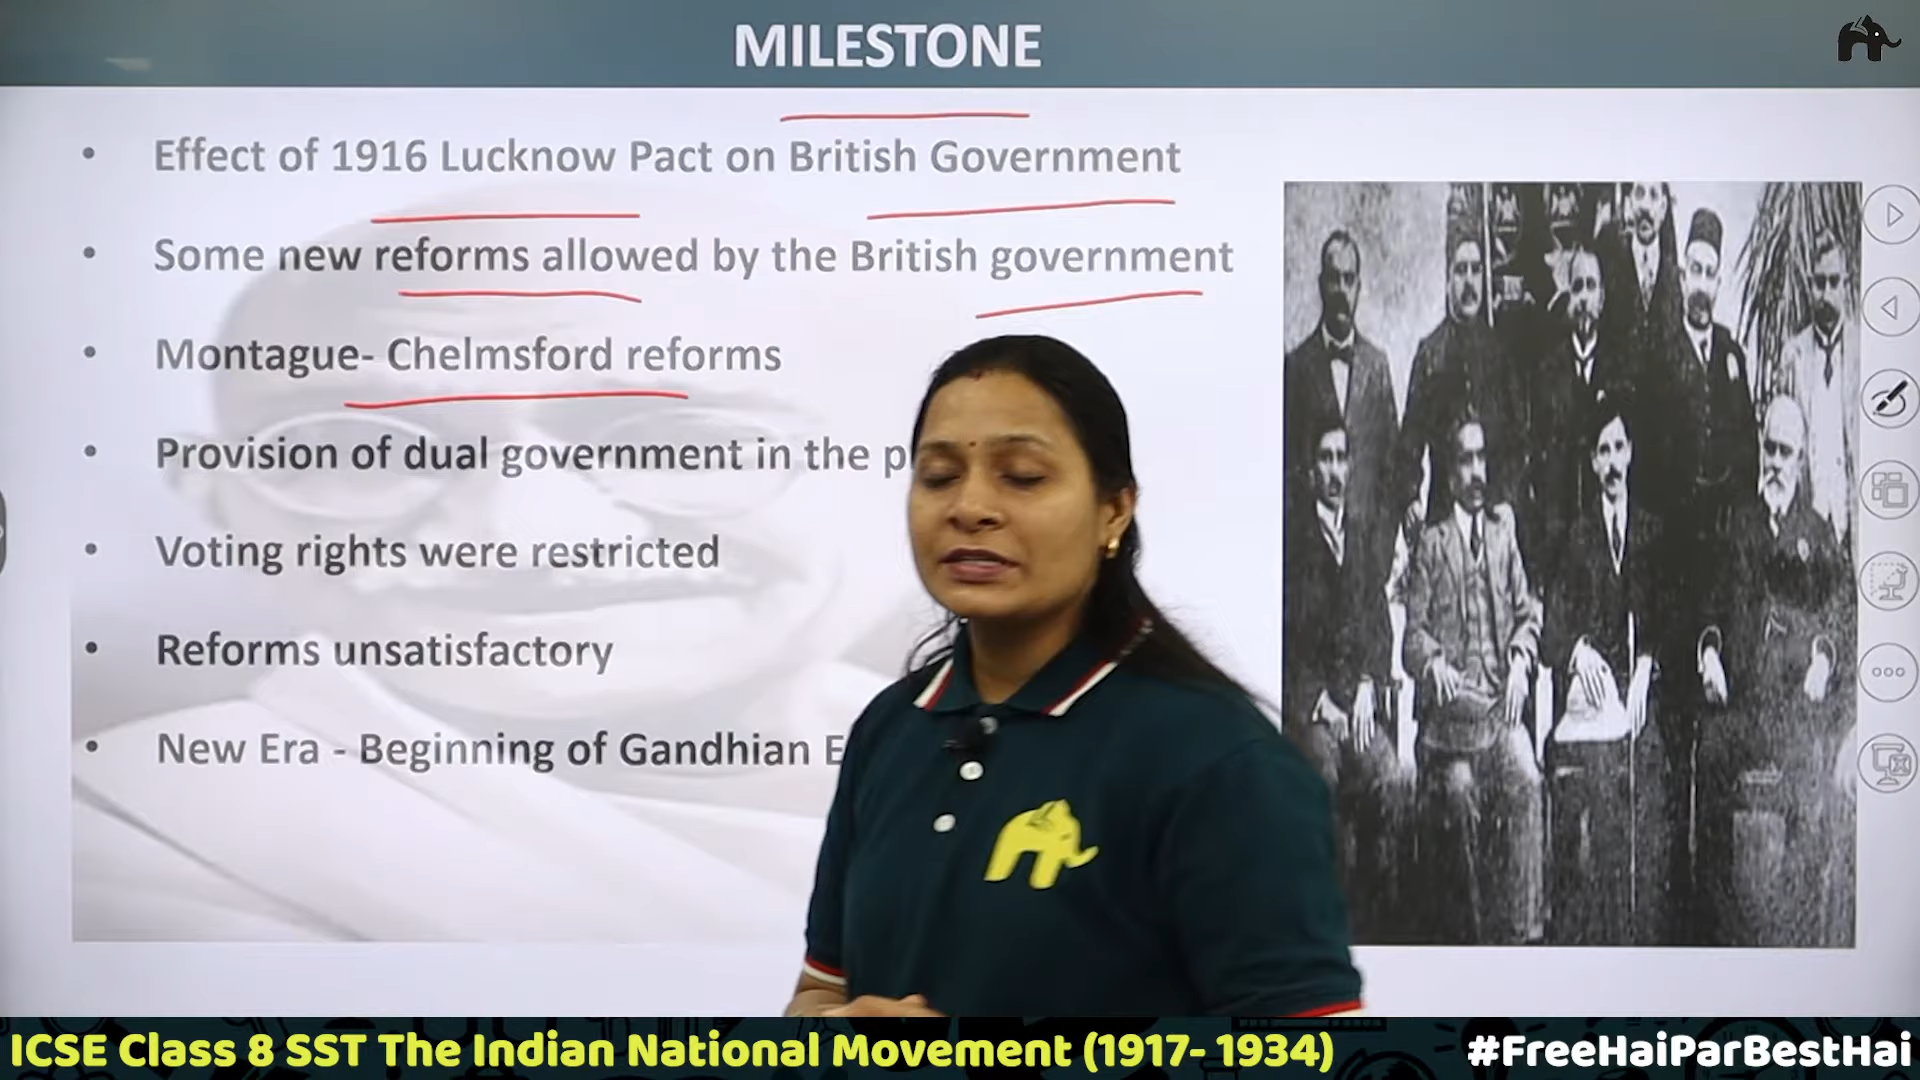 MILESTONE
• Effect of 1916 Lucknow Pact on British Government
• Some new reforms allowed by the British government
• Montague- Chelmsford reforms
• Provision of dual government in the p
• Voting rights were restricted
• Reforms unsatisfactory
• New Era - Beginning of Gandhian E
ICSE Class 8 SST The Indian National Movement (1917- 1934)
#FreeHaiParBestHai